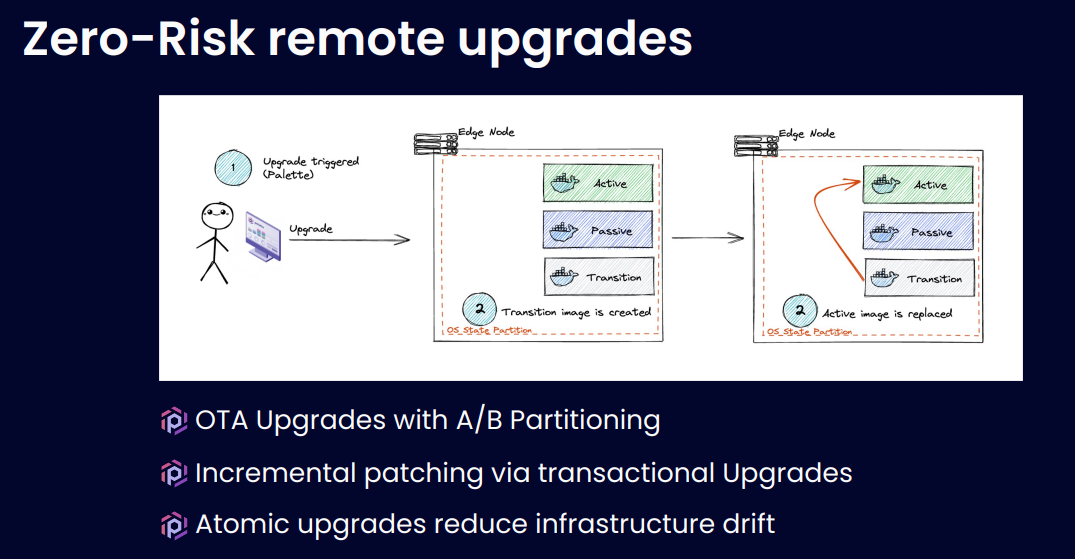 Zero-Risk remote upgrades
1
Upgrade triggered
(Palette)
Upgrade
Edge Node
Active
Passive
Transition
2
Transition image is created
OS State Partition
Edge Node
Active
Passive
Transition
2
Active image is replaced
OS State Partition
OTA Upgrades with A/B Partitioning
Incremental patching via transactional Upgrades
Atomic upgrades reduce infrastructure drift